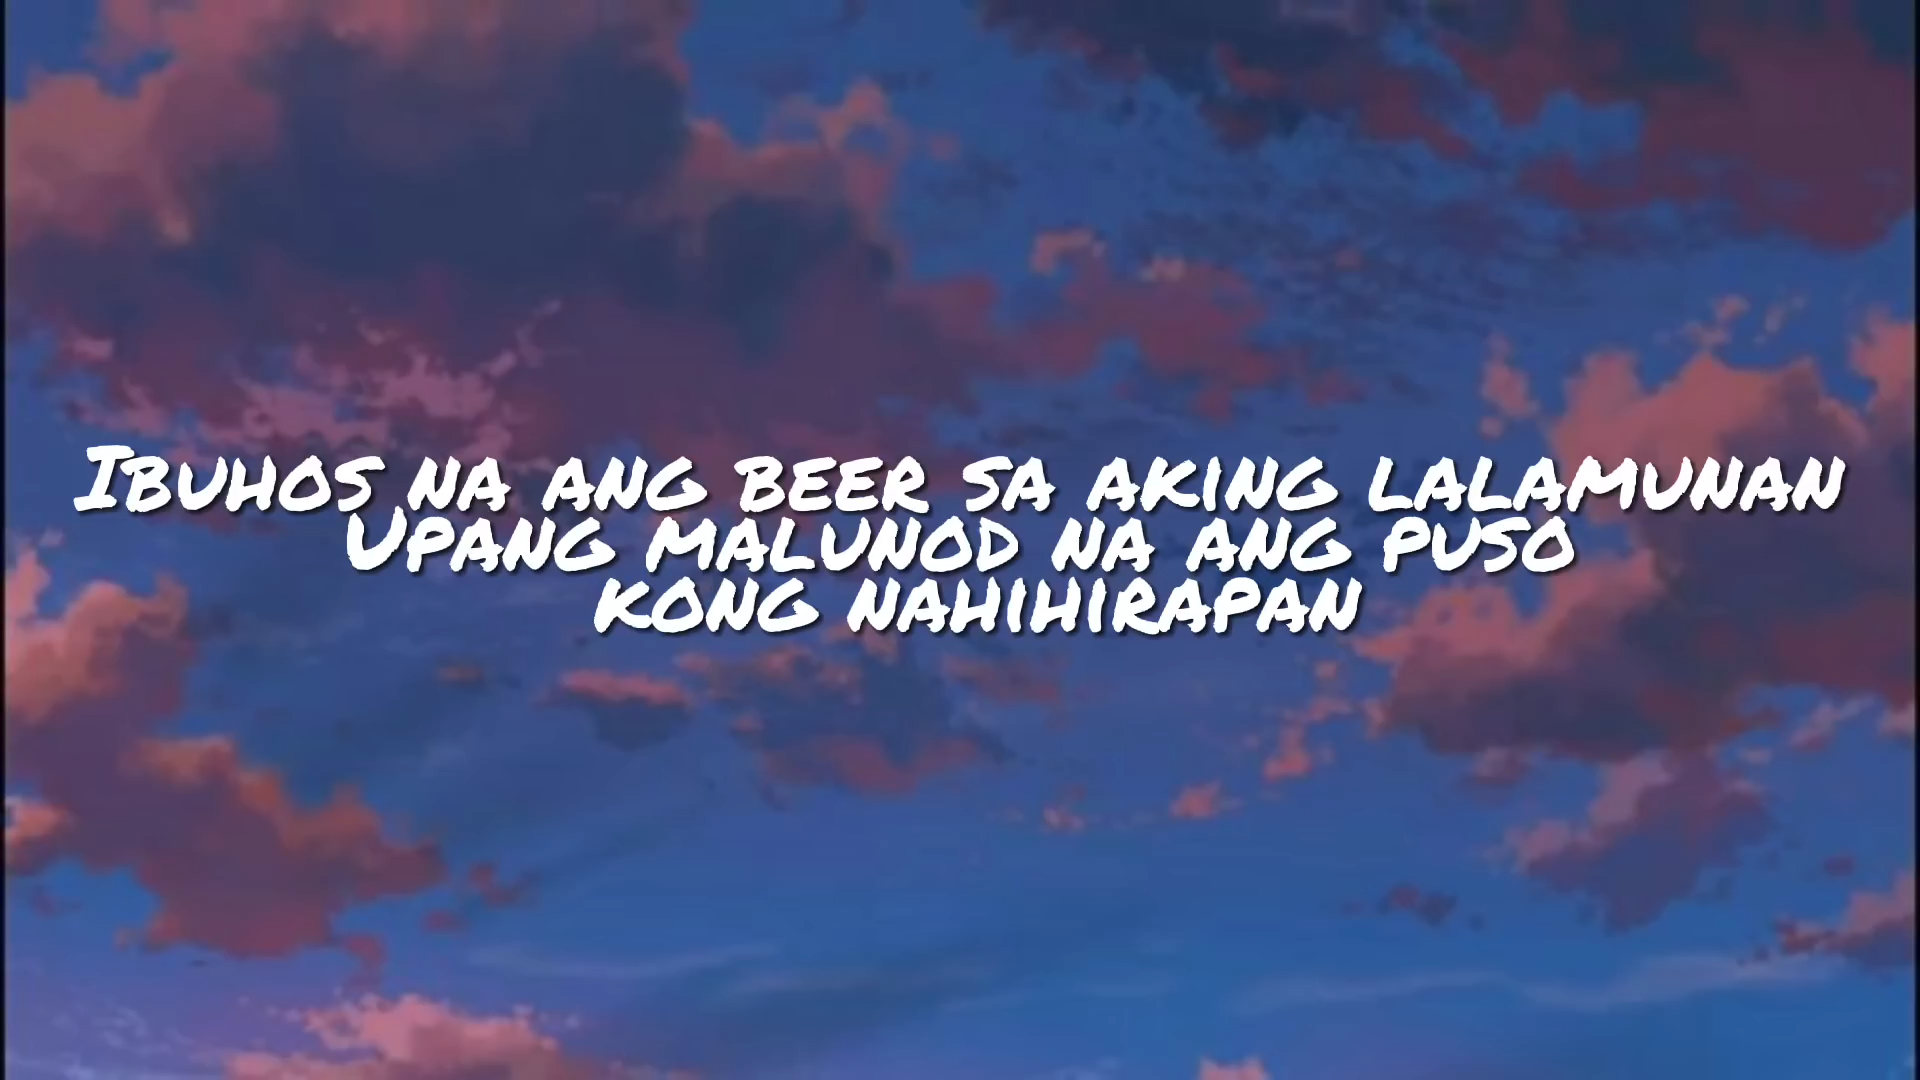 Ibuhos na ang beer sa aking lalamunan
Upang malunod na ang puso
kong nahihirapan